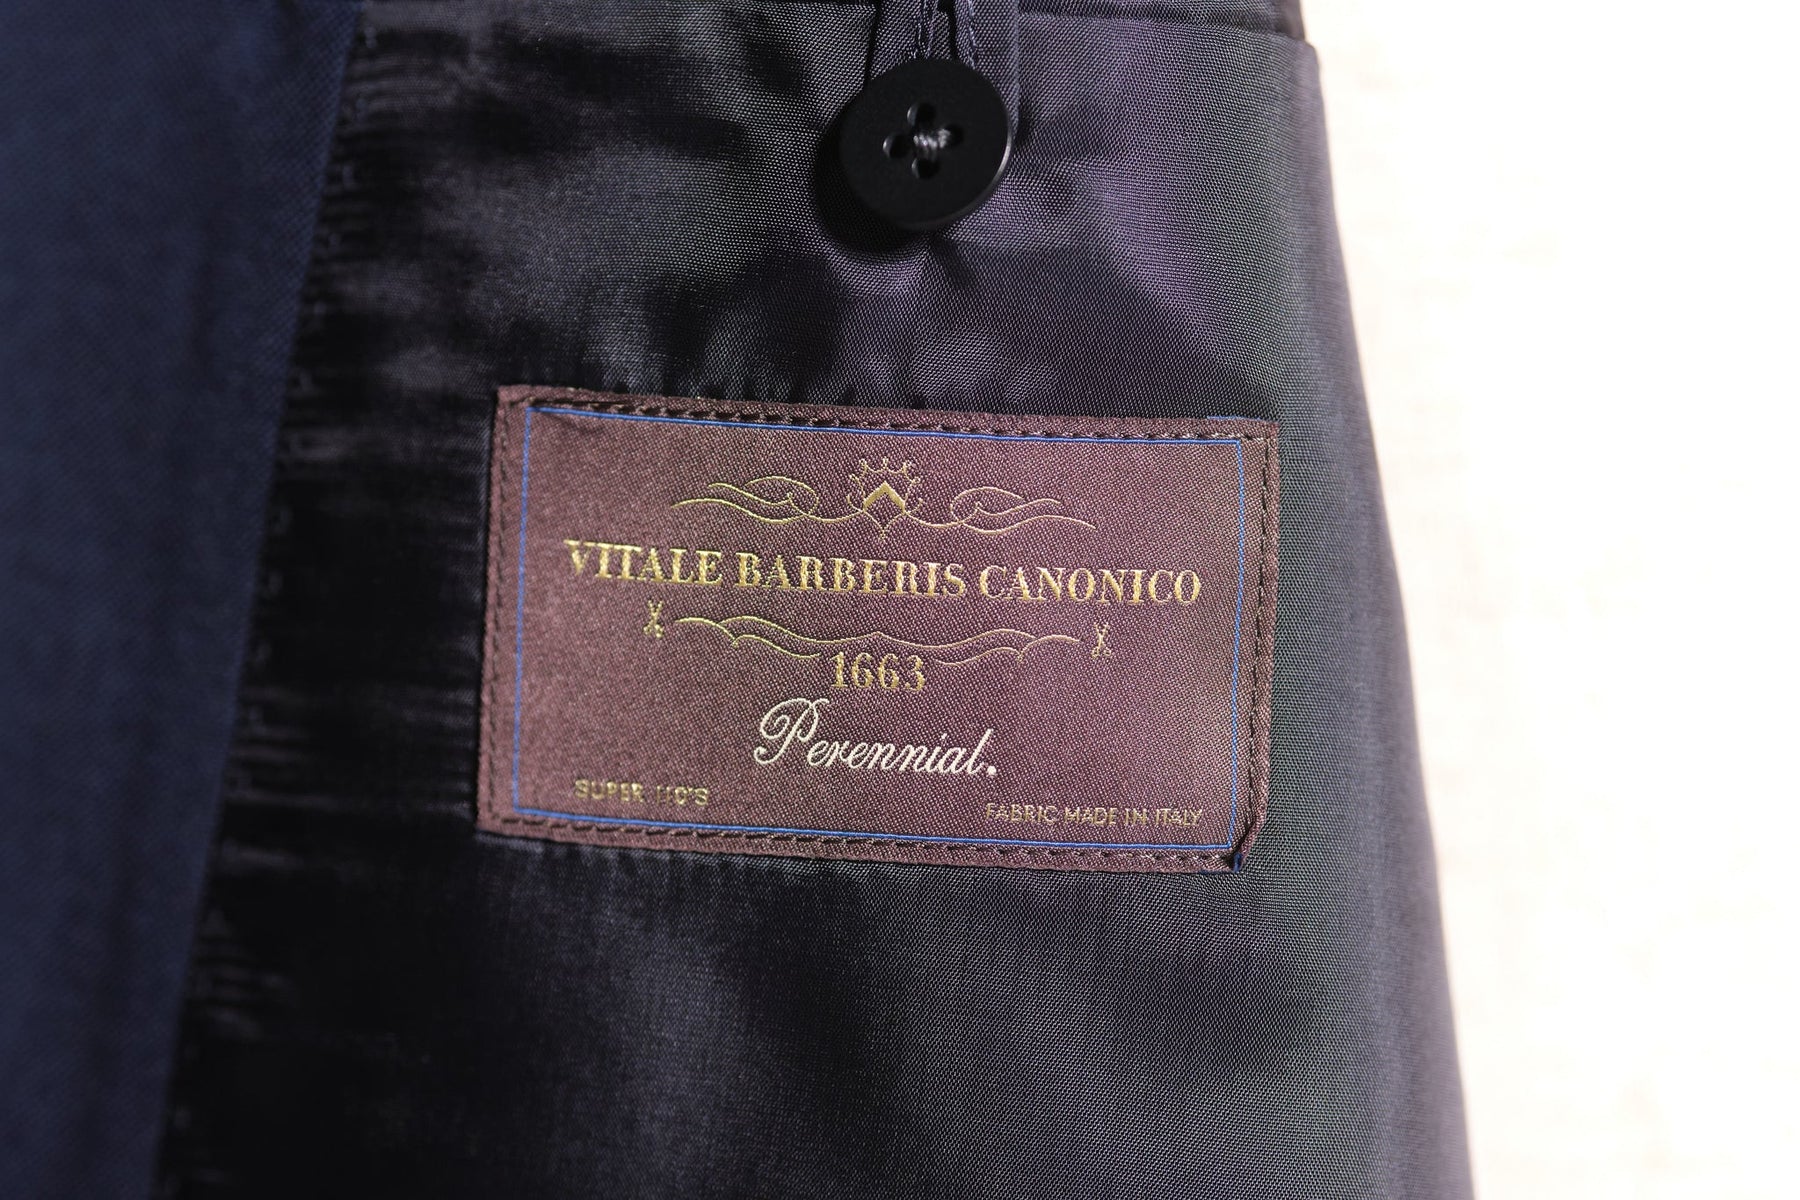 VITALE BARBERIS CANONICO
1663
Perennial.
SUPER 110'S
FABRIC MADE IN ITALY